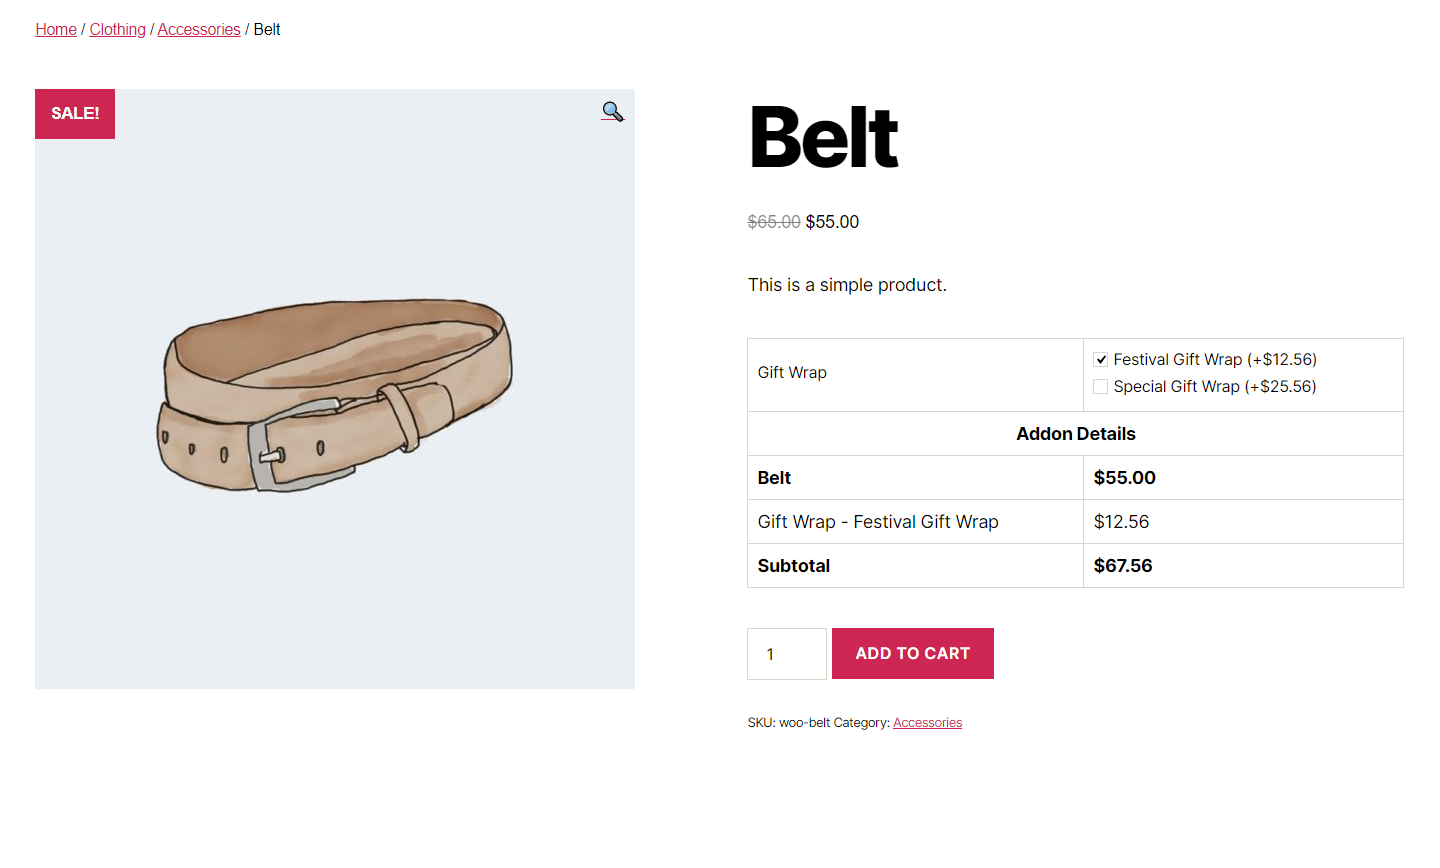 Home / Clothing / Accessories / Belt
SALE!
Belt
$65.00 $55.00
This is a simple product.
Gift Wrap
Festival Gift Wrap (+$12.56)
Special Gift Wrap (+$25.56)
Addon Details
Belt $55.00
Gift Wrap - Festival Gift Wrap $12.56
Subtotal $67.56
1 ADD TO CART
SKU: woo-belt Category: Accessories